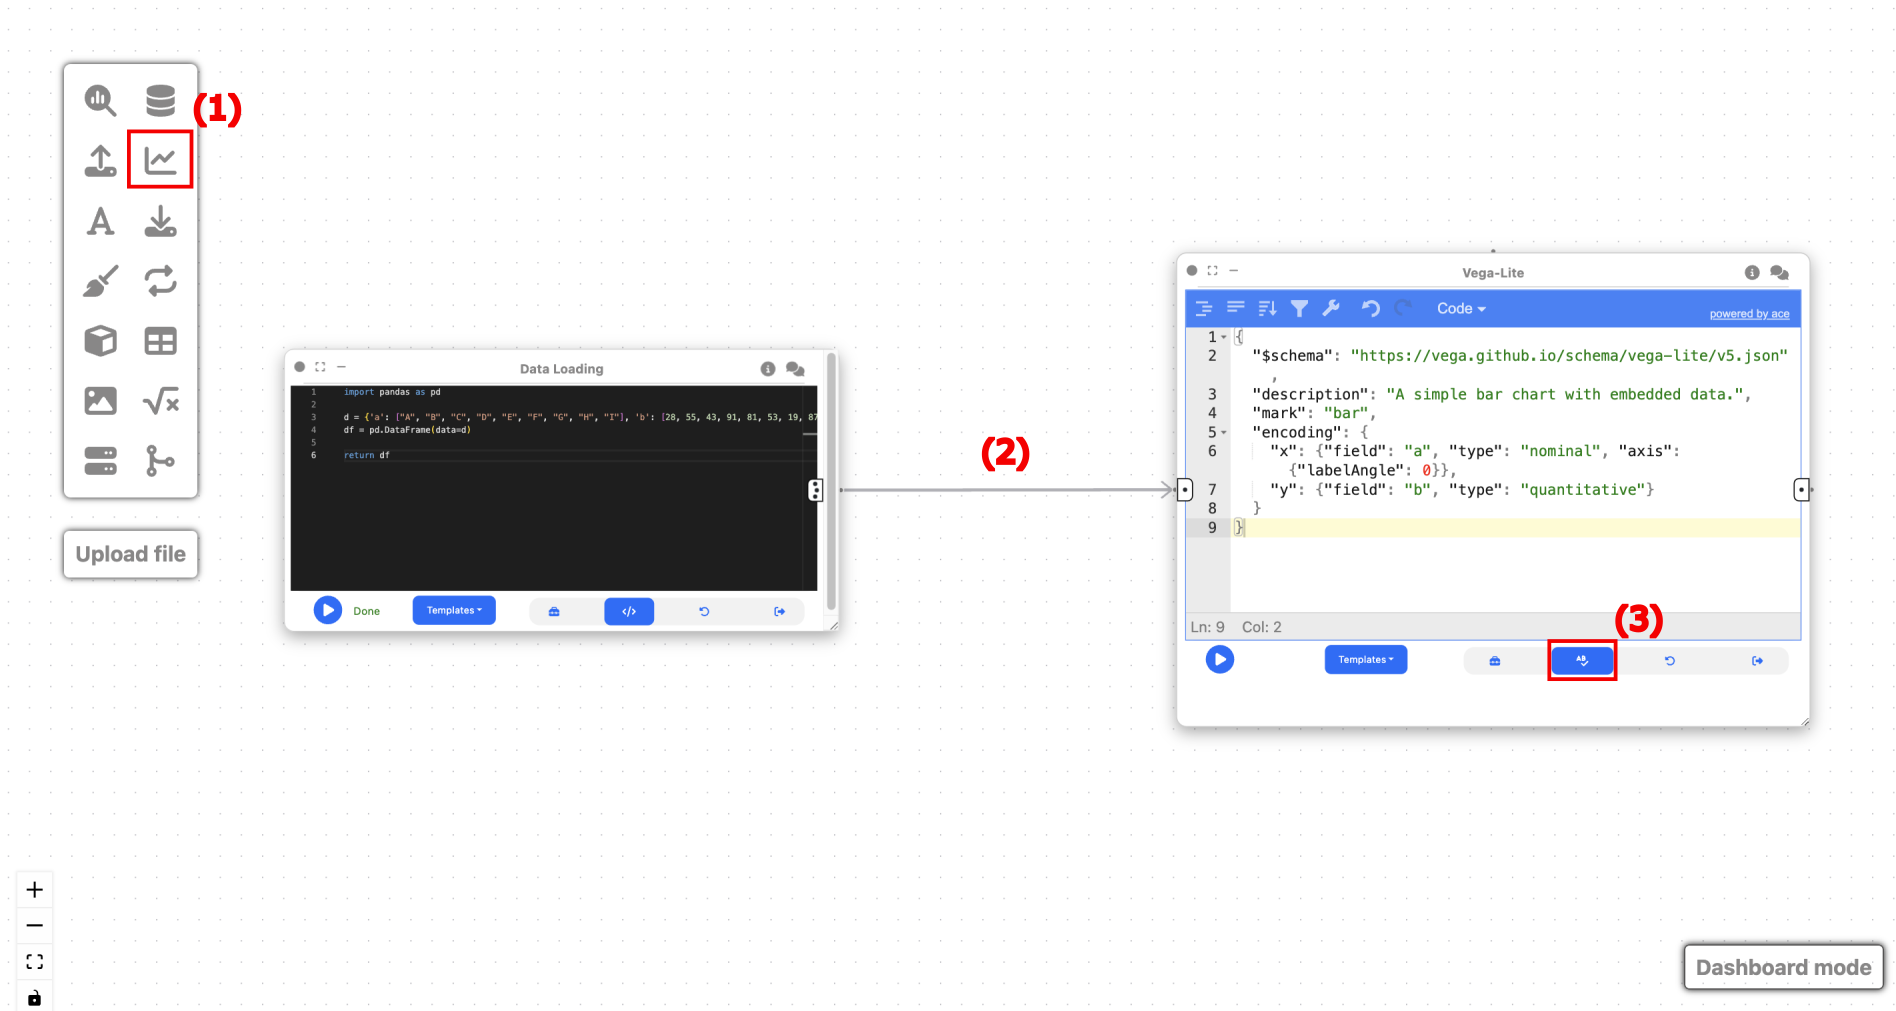 (1)
Upload file
Data Loading
1 import pandas as pd
2
3 d = {'a': ["A", "B", "C", "D", "E", "F", "G", "H", "I"], 'b': [28, 55, 43, 91, 81, 53, 19, 87
4 df = pd.DataFrame(data=d)
5
6 return df
Done
Templates
</>
(2)
Vega-Lite
Code
powered by ace
1 {
2 "$schema": "https://vega.github.io/schema/vega-lite/v5.json"
,
3 "description": "A simple bar chart with embedded data.",
4 "mark": "bar",
5 "encoding": {
6 "x": {"field": "a", "type": "nominal", "axis":
{"labelAngle": 0}},
7 "y": {"field": "b", "type": "quantitative"}
8 }
9 }
Ln: 9 Col: 2
(3)
Templates
AB
Dashboard mode